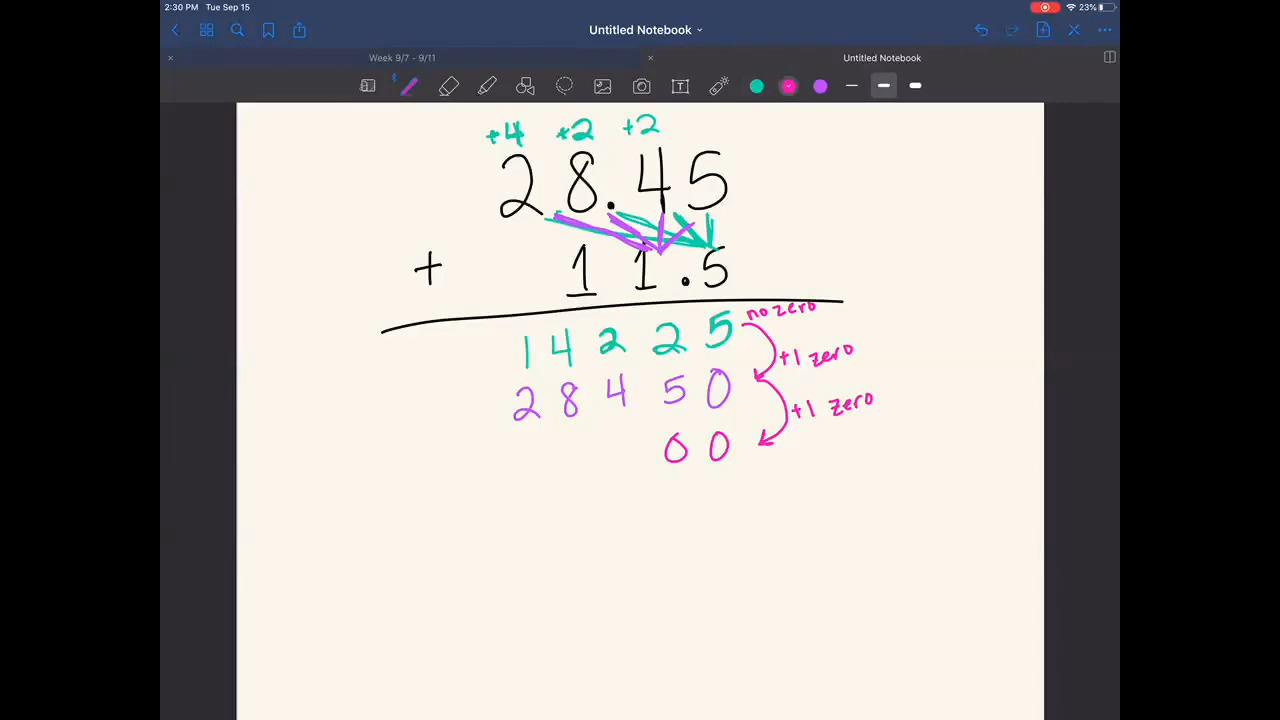 2:30 PM Tue Sep 15
23%
Untitled Notebook
Week 9/7 - 9/11
Untitled Notebook
+4 +2 +2
28.45
+ 11.5
14225 no zero
+1 zero
28450
+1 zero
00